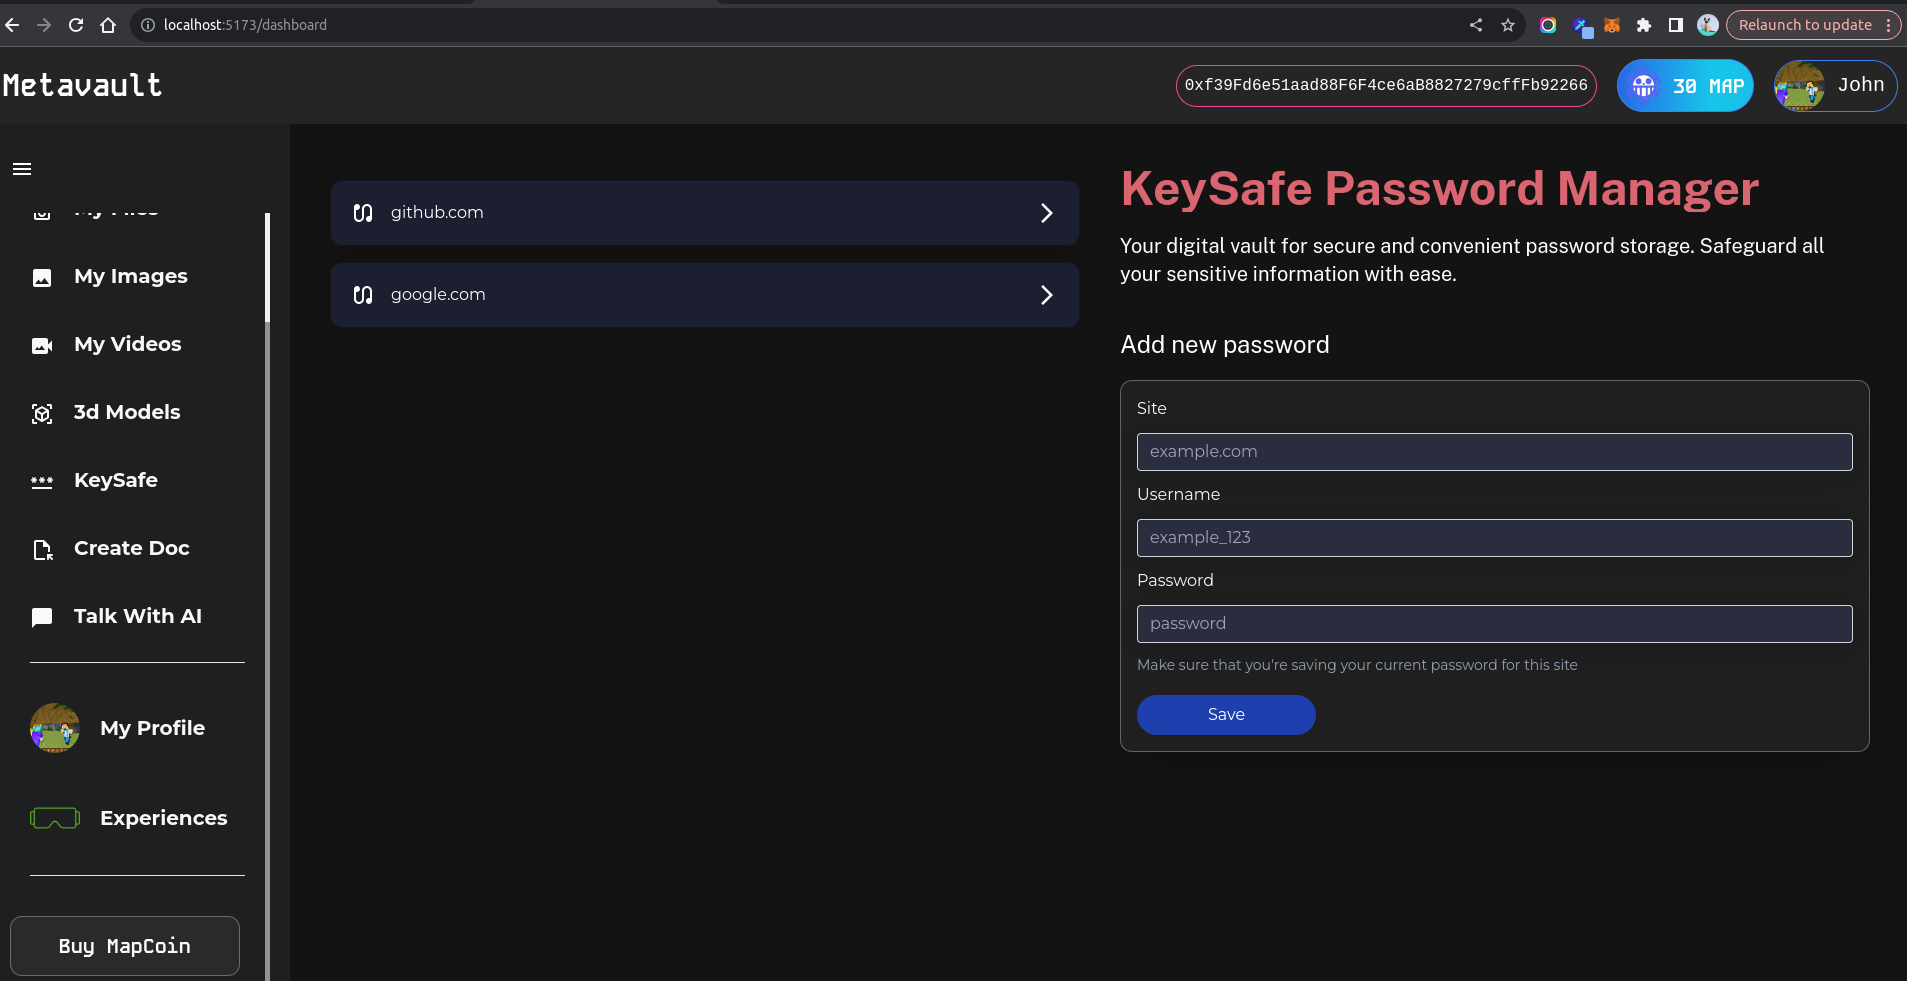 localhost:5173/dashboard
Relaunch to update
Metavault
0xf39Fd6e51aad88F6F4ce6aB8827279cffFb92266
30 MAP
John
My Files
My Images
My Videos
3d Models
KeySafe
Create Doc
Talk With AI
My Profile
Experiences
Buy MapCoin
github.com
google.com
KeySafe Password Manager
Your digital vault for secure and convenient password storage. Safeguard all
your sensitive information with ease.
Add new password
Site
example.com
Username
example_123
Password
password
Make sure that you're saving your current password for this site
Save